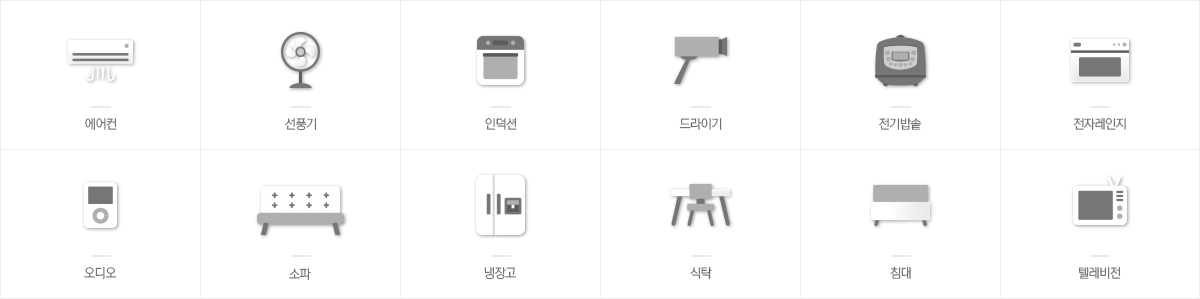 에어컨
선풍기
인덕션
드라이기
전기밥솥
전자레인지
오디오
소파
냉장고
식탁
침대
텔레비전